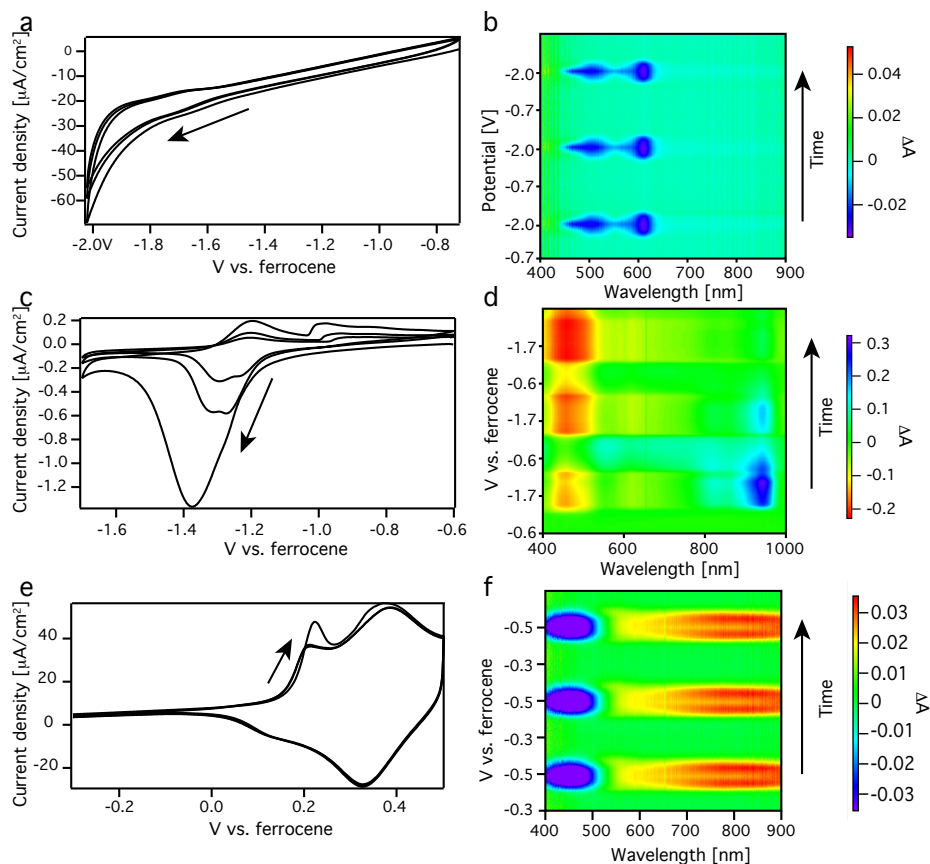 a
Current density [μA/cm²]
0
-10
-20
-30
-40
-50
-60
-2.0V -1.8 -1.6 -1.4 -1.2 -1.0 -0.8
V vs. ferrocene
b
Potential [V]
-2.0
-0.7
-2.0
-0.7
-2.0
-0.7
400 500 600 700 800 900
Wavelength [nm]
Time
0.04
0.02
0
-0.02
ΔA
c
Current density [μA/cm²]
0.2
0.0
-0.2
-0.4
-0.6
-0.8
-1.0
-1.2
-1.6 -1.4 -1.2 -1.0 -0.8 -0.6
V vs. ferrocene
d
V vs. ferrocene
-1.7
-0.6
-1.7
-0.6
-1.7
-0.6
400 600 800 1000
Wavelength [nm]
Time
0.3
0.2
0.1
0
-0.1
-0.2
ΔA
e
Current density [μA/cm²]
40
20
0
-20
-0.2 0.0 0.2 0.4
V vs. ferrocene
f
V vs. ferrocene
-0.5
-0.3
-0.5
-0.3
-0.5
-0.3
400 500 600 700 800 900
Wavelength [nm]
Time
0.03
0.02
0.01
0
-0.01
-0.02
-0.03
ΔA